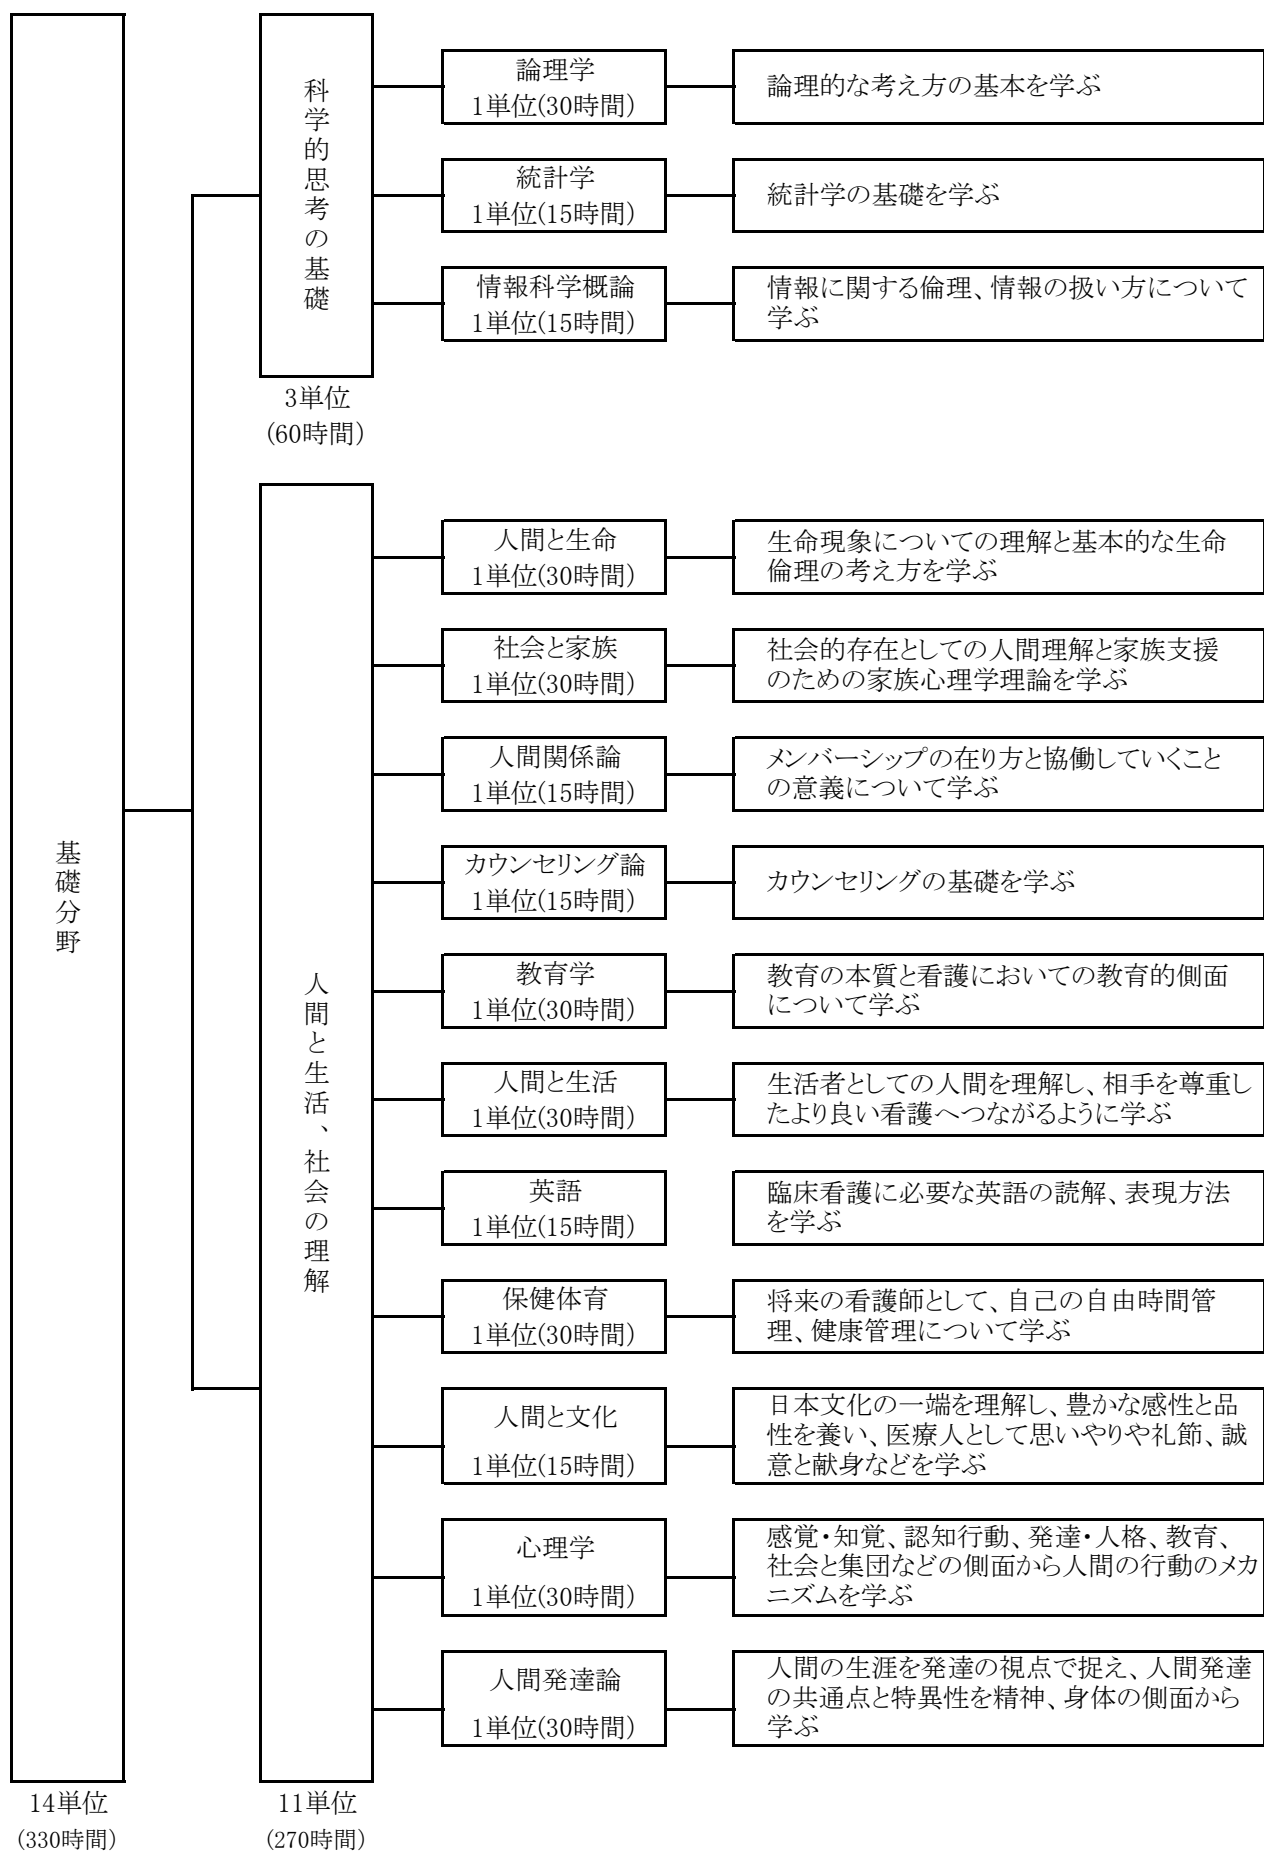 基礎分野
14単位
(330時間)
科学的思考の基礎
3単位
(60時間)
論理学
1単位(30時間)
論理的な考え方の基本を学ぶ
統計学
1単位(15時間)
統計学の基礎を学ぶ
情報科学概論
1単位(15時間)
情報に関する倫理、情報の扱い方について
学ぶ
人間と生活、社会の理解
11単位
(270時間)
人間と生命
1単位(30時間)
生命現象についての理解と基本的な生命
倫理の考え方を学ぶ
社会と家族
1単位(30時間)
社会的存在としての人間理解と家族支援
のための家族心理学理論を学ぶ
人間関係論
1単位(15時間)
メンバーシップの在り方と協働していくこと
の意義について学ぶ
カウンセリング論
1単位(15時間)
カウンセリングの基礎を学ぶ
教育学
1単位(30時間)
教育の本質と看護においての教育的側面
について学ぶ
人間と生活
1単位(30時間)
生活者としての人間を理解し、相手を尊重し
たより良い看護へつながるように学ぶ
英語
1単位(15時間)
臨床看護に必要な英語の読解、表現方法
を学ぶ
保健体育
1単位(30時間)
将来の看護師として、自己の自由時間管
理、健康管理について学ぶ
人間と文化
1単位(15時間)
日本文化の一端を理解し、豊かな感性と品
性を養い、医療人として思いやりや礼節、誠
意と献身などを学ぶ
心理学
1単位(30時間)
感覚・知覚、認知行動、発達・人格、教育、
社会と集団などの側面から人間の行動のメカ
ニズムを学ぶ
人間発達論
1単位(30時間)
人間の生涯を発達の視点で捉え、人間発達
の共通点と特異性を精神、身体の側面から
学ぶ